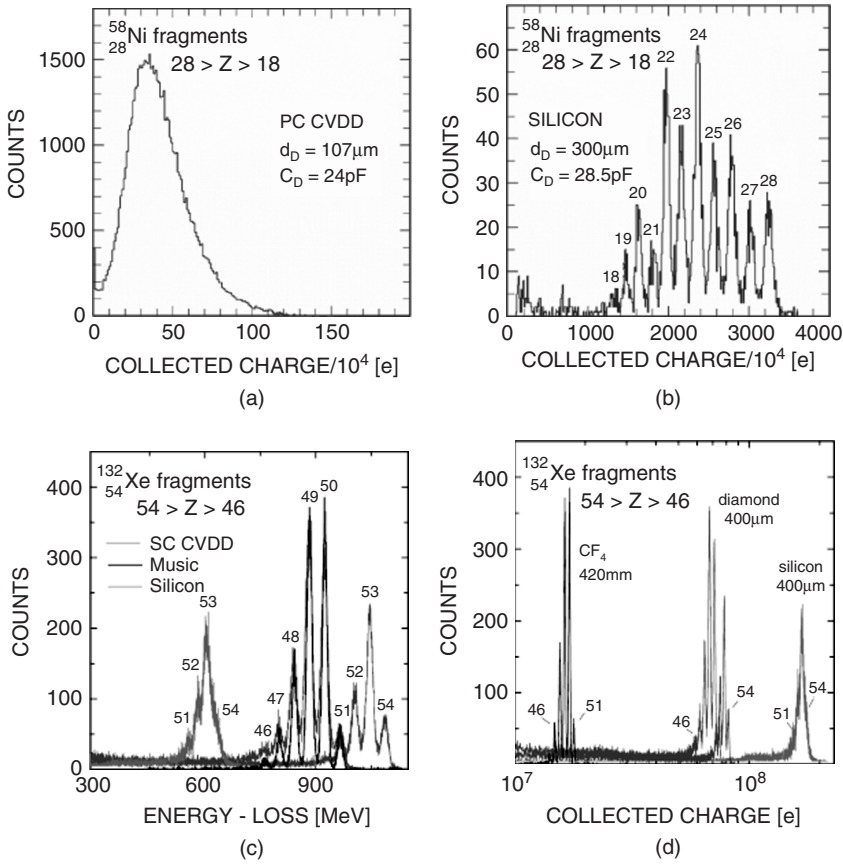 58
28 Ni fragments
28 > Z > 18
PC CVDD
d_D = 107μm
C_D = 24pF
COUNTS
1500
1000
500
0
0 50 100 150
COLLECTED CHARGE/10^4 [e]
(a)
58
28 Ni fragments
28 > Z > 18
SILICON
d_D = 300μm
C_D = 28.5pF
COUNTS
60
50
40
30
20
10
0
18 19 20 21 22 23 24 25 26 27 28
0 1000 2000 3000 4000
COLLECTED CHARGE/10^4 [e]
(b)
132
54 Xe fragments
54 > Z > 46
SC CVDD
Music
Silicon
COUNTS
400
300
200
100
0
51 52 53 54
46 47 48 49 50 51 52 53 54
300 600 900
ENERGY - LOSS [MeV]
(c)
132
54 Xe fragments
54 > Z > 46
CF_4
420mm
diamond
400μm
silicon
400μm
COUNTS
400
300
200
100
46 51
46 54
51 54
10^7 10^8
COLLECTED CHARGE [e]
(d)